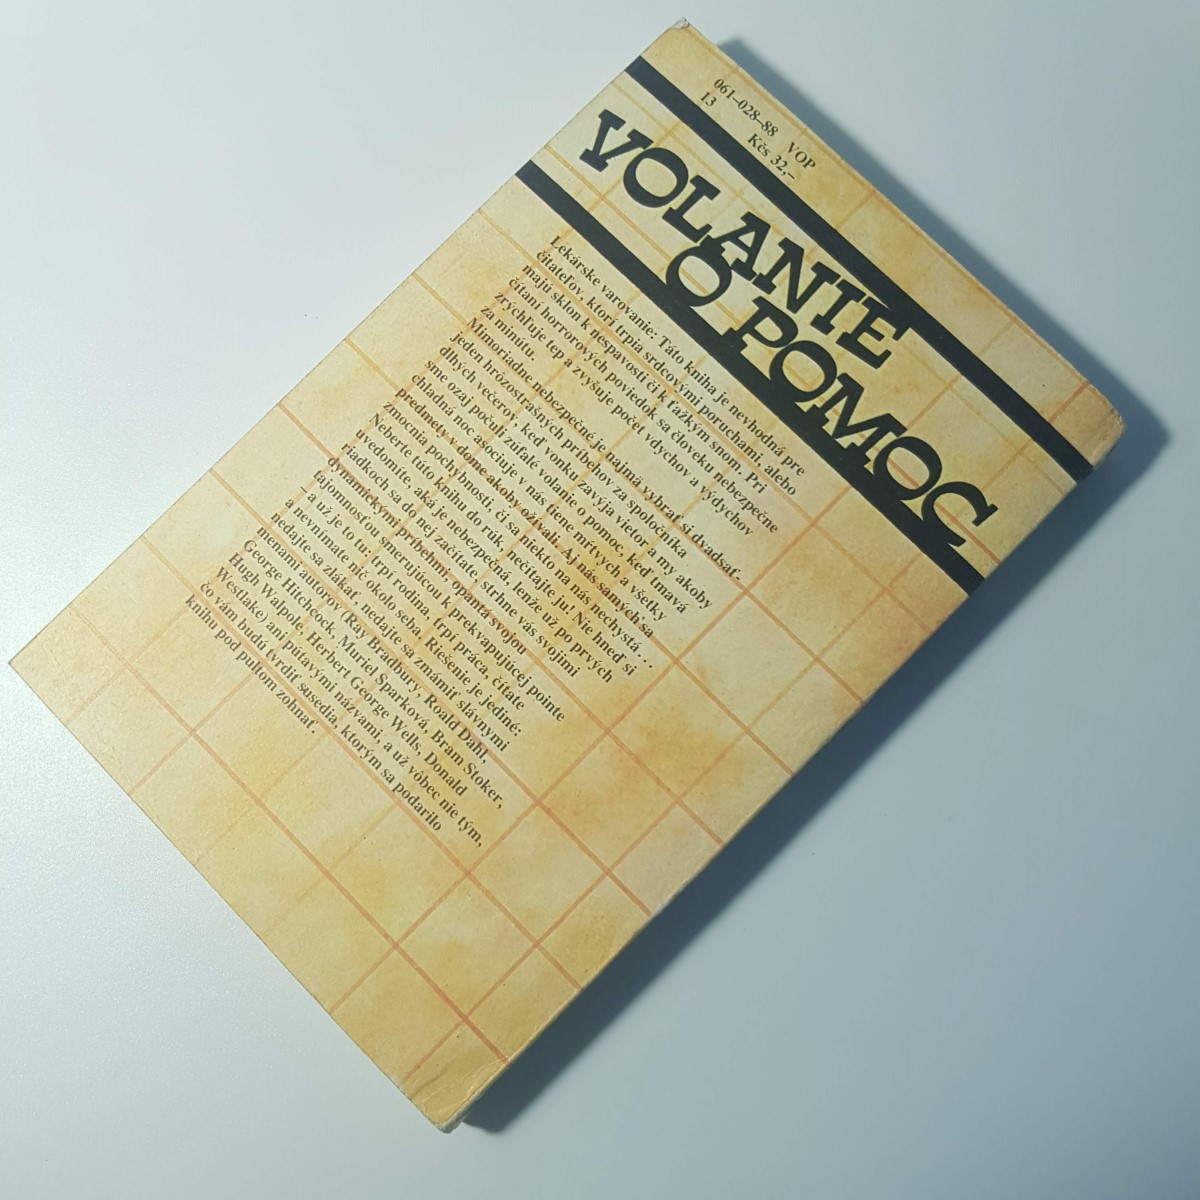 061–028–88 VOP
13 Kčs 32,–
VOLANIE
O POMOC
Lekárske varovanie: Táto kniha je nevhodná pre
čitateľov, ktorí trpia srdcovými poruchami, alebo
majú sklon k nespavosti či k ťažkým snom. Pri
čítaní horrorových poviedok sa človeku nebezpečne
zrýchľuje tep a zvyšuje počet vdychov a výdychov
za minútu.
Mimoriadne nebezpečne je najmä vybrať si dvadsať-
jeden hrôzostrašných príbehov za spoločníka
dlhých večerov, keď vonku zavýja vietor a my akoby
sme ozaj počuli zúfalé volanie o pomoc, keď tmavá
chladná noc asociuje v nás tiene mŕtvych a všetky
predmety v dome akoby ožívali. Aj nás samých sa
zmocnia pochybnosti, či sa niekto na nás nechystá...
Neberte túto knihu do rúk, nečítajte ju! Nie hneď si
uvedomíte, aká je nebezpečná, lenže už po prvých
riadkoch sa do nej začítate, strhne vás svojimi
dynamickými príbehmi, opantá svojou
tajomnosťou smerujúcou k prekvapujúcej pointe
– a už je to tu: trpí rodina, trpí práca, čítate
a nevnímate nič okolo seba. Riešenie je jediné:
nedajte sa zlákať, nedajte sa zmámiť slávnymi
menami autorov (Ray Bradbury, Roald Dahl,
George Hitchcock, Muriel Sparková, Bram Stoker,
Hugh Walpole, Herbert George Wells, Donald
Westlake) ani pútavými názvami, a už vôbec nie tým,
čo vám budú tvrdiť susedia, ktorým sa podarilo
knihu pod pultom zohnať.